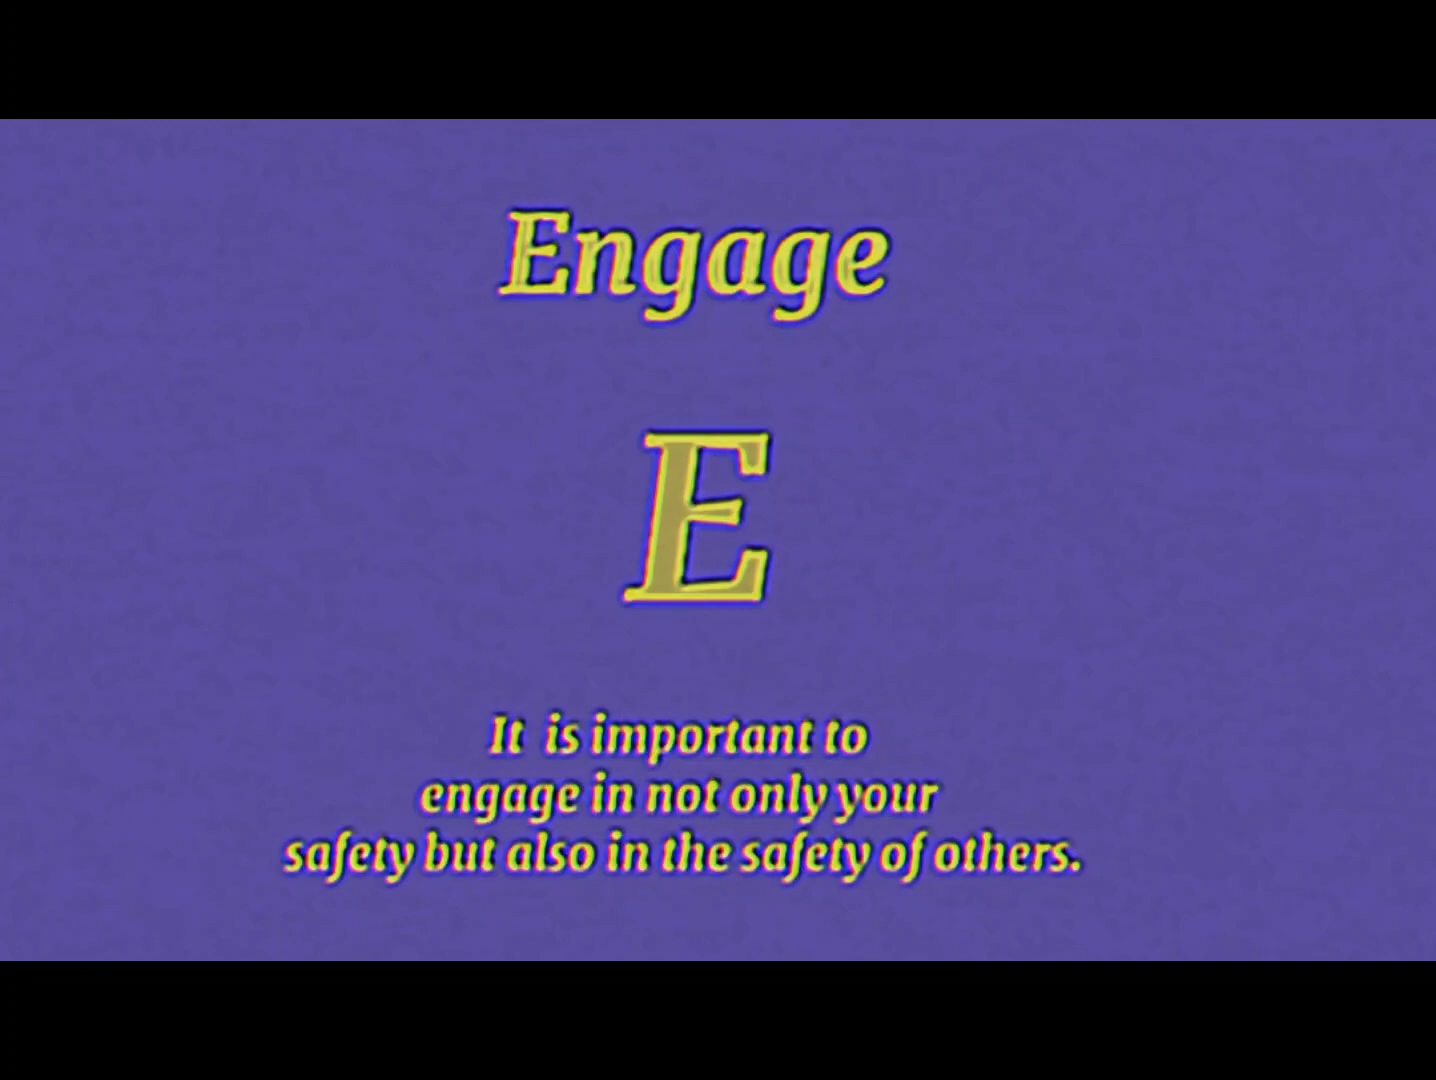 Engage
E
It is important to
engage in not only your
safety but also in the safety of others.